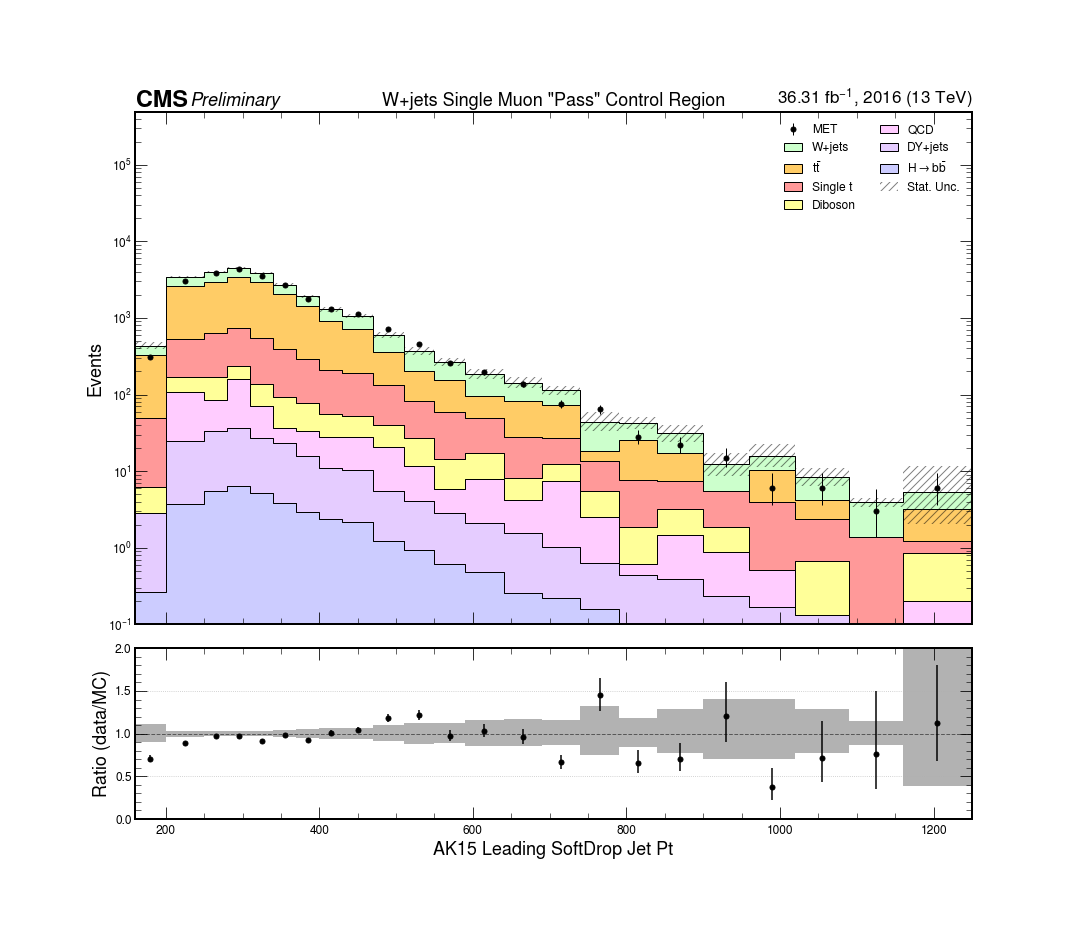 CMS Preliminary W+jets Single Muon "Pass" Control Region 36.31 fb⁻¹, 2016 (13 TeV)
MET
W+jets
tt̄
Single t
Diboson
QCD
DY+jets
H→bb̄
Stat. Unc.
Events
10⁵
10⁴
10³
10²
10¹
10⁰
10⁻¹
Ratio (data/MC)
2.0
1.5
1.0
0.5
0.0
200 400 600 800 1000 1200
AK15 Leading SoftDrop Jet Pt